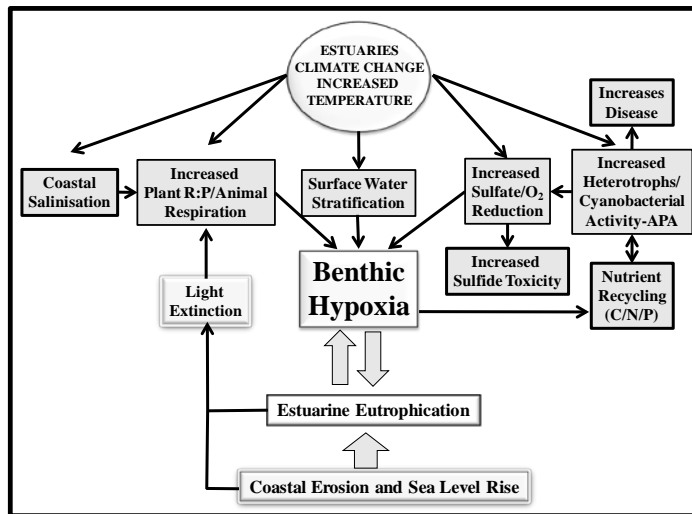 ESTUARIES
CLIMATE CHANGE
INCREASED
TEMPERATURE
Increases
Disease
Coastal
Salinisation
Increased
Plant R:P/Animal
Respiration
Surface Water
Stratification
Increased
Sulfate/O₂
Reduction
Increased
Heterotrophs/
Cyanobacterial
Activity-APA
Light
Extinction
Benthic
Hypoxia
Increased
Sulfide Toxicity
Nutrient
Recycling
(C/N/P)
Estuarine Eutrophication
Coastal Erosion and Sea Level Rise